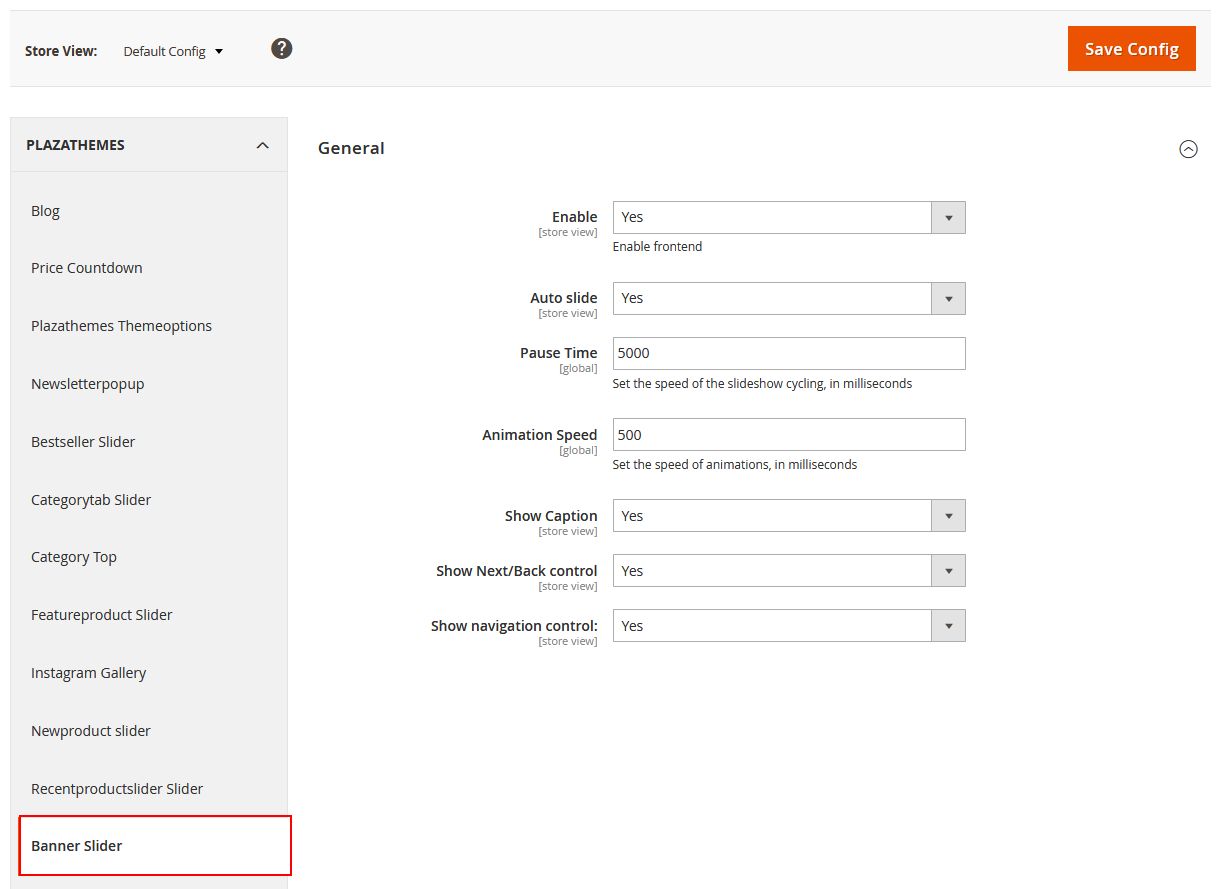 Store View: Default Config ?
Save Config
PLAZATHEMES
Blog
Price Countdown
Plazathemes Themeoptions
Newsletterpopup
Bestseller Slider
Categorytab Slider
Category Top
Featureproduct Slider
Instagram Gallery
Newproduct slider
Recentproductslider Slider
Banner Slider
General
Enable Yes
[store view]
Enable frontend
Auto slide Yes
[store view]
Pause Time 5000
[global]
Set the speed of the slideshow cycling, in milliseconds
Animation Speed 500
[global]
Set the speed of animations, in milliseconds
Show Caption Yes
[store view]
Show Next/Back control Yes
[store view]
Show navigation control: Yes
[store view]